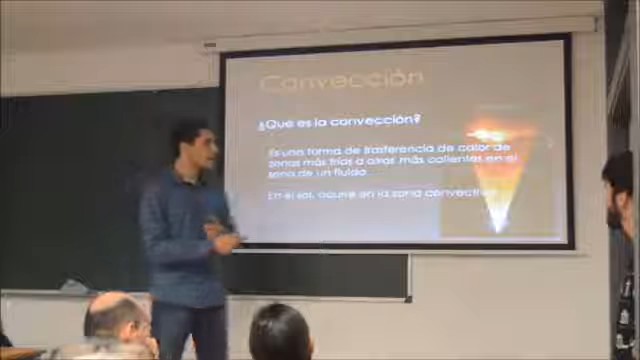 Convección
¿Qué es la convección?
Es una forma de trasferencia de calor de
zonas más frías a otras más calientes en el
seno de un fluido.
En el sol, ocurre en la zona convectiva